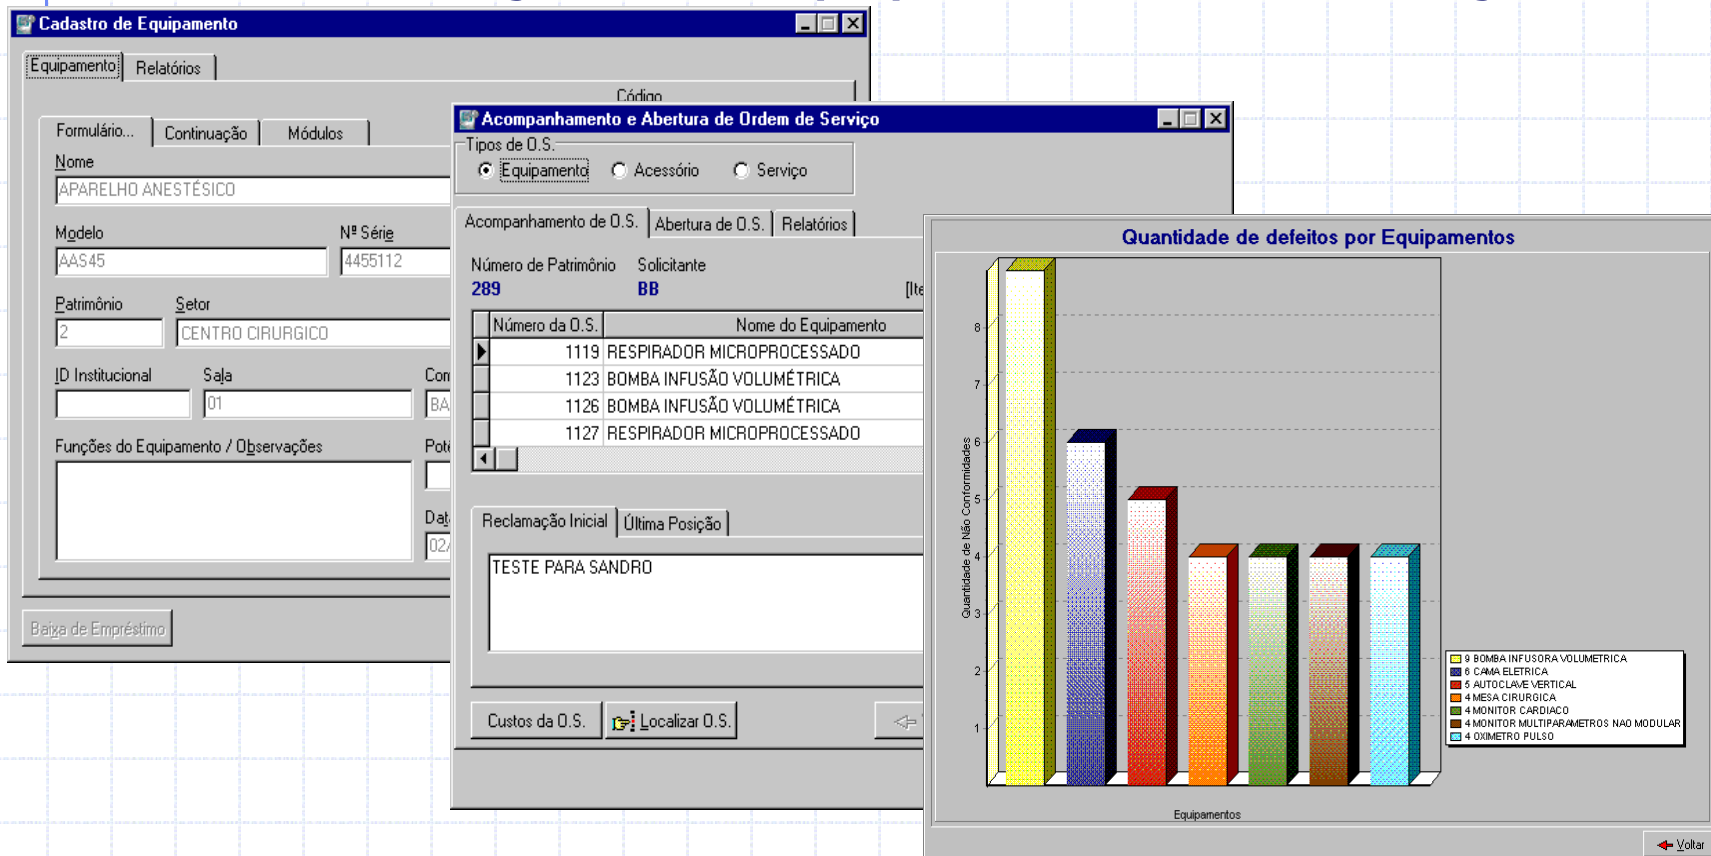 Cadastro de Equipamento
Equipamento Relatórios
Código
Formulário... Continuação Módulos
Nome
APARELHO ANESTÉSICO
Modelo Nº Série
AAS45 4455112
Patrimônio Setor
2 CENTRO CIRURGICO
ID Institucional Sala
01 BA
Funções do Equipamento / Observações
02/
Baixa de Empréstimo
Acompanhamento e Abertura de Ordem de Serviço
Tipos de O.S.
Equipamento Acessório Serviço
Acompanhamento de O.S. Abertura de O.S. Relatórios
Número de Patrimônio Solicitante
289 BB [Ite
Número da O.S. Nome do Equipamento
1119 RESPIRADOR MICROPROCESSADO
1123 BOMBA INFUSÃO VOLUMÉTRICA
1126 BOMBA INFUSÃO VOLUMÉTRICA
1127 RESPIRADOR MICROPROCESSADO
Reclamação Inicial Última Posição
TESTE PARA SANDRO
Custos da O.S. Localizar O.S.
Quantidade de defeitos por Equipamentos
Quantidade de Não Conformidades
8
7
6
5
4
3
2
1
Equipamentos
9 BOMBA INFUSORA VOLUMETRICA
6 CAMA ELETRICA
5 AUTOCLAVE VERTICAL
4 MESA CIRURGICA
4 MONITOR CARDIACO
4 MONITOR MULTIPARAMETROS NAO MODULAR
4 OXIMETRO PULSO
Voltar